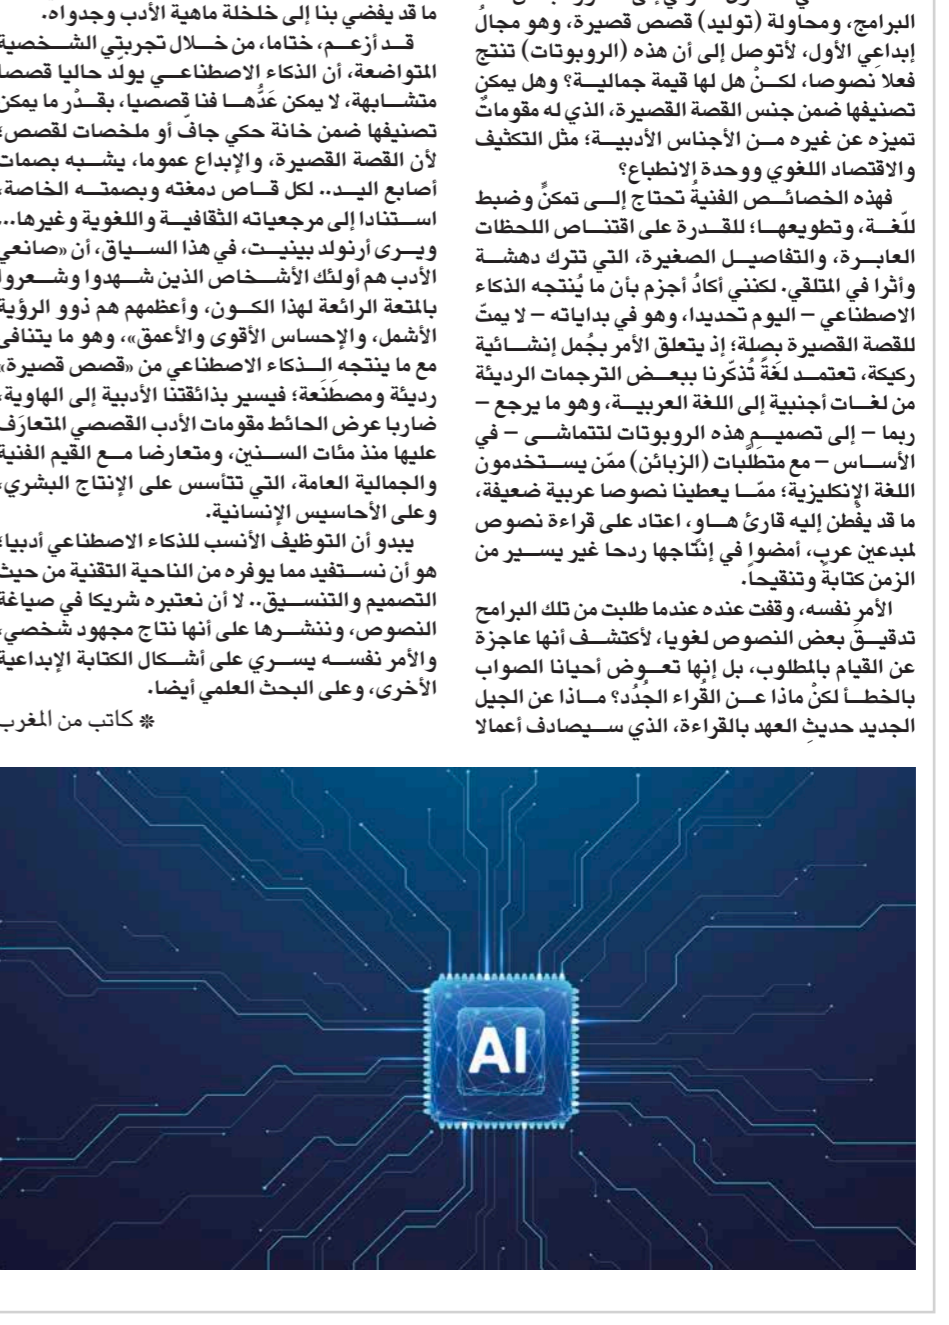 البرامج، ومحاولة (توليد) قصص قصيرة، وهو مجالُ
إبداعي الأول، لأتوصل إلى أن هذه (الروبوتات) تنتج
فعلا نصوصا، لكنْ هل لها قيمة جمالية؟ وهل يمكن
تصنيفها ضمن جنس القصة القصيرة، الذي له مقوماتٌ
تميزه عن غيره من الأجناس الأدبية؛ مثل التكثيف
والاقتصاد اللغوي ووحدة الانطباع؟
فهذه الخصائص الفنيةُ تحتاج إلى تمكنٍّ وضبط
للّغة، وتطويعها؛ للقدرة على اقتناص اللحظات
العابرة، والتفاصيل الصغيرة، التي تترك دهشة
وأثرا في المتلقي. لكنني أكادُ أجزم بأن ما يُنتجه الذكاء
الاصطناعي – اليوم تحديدا، وهو في بداياته – لا يمتّ
للقصة القصيرة بصلة؛ إذ يتعلق الأمر بجُمل إنشائية
ركيكة، تعتمد لغةً تُذكّرنا ببعض الترجمات الرديئة
من لغات أجنبية إلى اللغة العربية، وهو ما يرجع –
ربما – إلى تصميم هذه الروبوتات لتتماشى – في
الأساس – مع متطلَّبات (الزبائن) ممّن يستخدمون
اللغة الإنكليزية؛ ممّا يعطينا نصوصا عربية ضعيفة،
ما قد يفْطن إليه قارئ هاو، اعتاد على قراءة نصوص
لمبدعين عرب، أمضوا في إنتاجها ردحا غير يسير من
الزمن كتابةً وتنقيحاً.
الأمر نفسه، وقفت عنده عندما طلبت من تلك البرامح
تدقيقَ بعض النصوص لغويا، لأكتشف أنها عاجزة
عن القيام بالمطلوب، بل إنها تعوض أحيانا الصواب
بالخطأ لكنْ ماذا عن القُراء الجُدُد؟ ماذا عن الجيل
الجديد حديثِ العهد بالقراءة، الذي سيصادف أعمالا
ما قد يفضي بنا إلى خلخلة ماهية الأدب وجدواه.
قد أزعم، ختاما، من خلال تجربتي الشخصية
المتواضعة، أن الذكاء الاصطناعي يولّد حاليا قصصا
متشابهة، لا يمكن عَدُّها فنا قصصيا، بقدْر ما يمكن
تصنيفها ضمن خانة حكي جافّ أو ملخصات لقصص؛
لأن القصة القصيرة، والإبداع عموما، يشبه بصمات
أصابع اليد.. لكل قاص دمغته وبصمته الخاصة،
استنادا إلى مرجعياته الثقافية واللغوية وغيرها...
ويرى أرنولد بينيت، في هذا السياق، أن «صانعي
الأدب هم أولئك الأشخاص الذين شهدوا وشعروا
بالمتعة الرائعة لهذا الكون، وأعظمهم هم ذوو الرؤية
الأشمل، والإحساس الأقوى والأعمق»، وهو ما يتنافى
مع ما ينتجه الذكاء الاصطناعي من «قصص قصيرة»
رديئة ومصطَنَعة؛ فيسير بذائقتنا الأدبية إلى الهاوية،
ضاربا عرض الحائط مقومات الأدب القصصي المتعارَف
عليها منذ مئات السنين، ومتعارضا مع القيم الفنية
والجمالية العامة، التي تتأسس على الإنتاج البشري،
وعلى الأحاسيس الإنسانية.
يبدو أن التوظيف الأنسب للذكاء الاصطناعي أدبيا؛
هو أن نستفيد مما يوفره من الناحية التقنية من حيث
التصميم والتنسيق.. لا أن نعتبره شريكا في صياغة
النصوص، وننشرها على أنها نتاج مجهود شخصي،
والأمر نفسه يسري على أشكال الكتابة الإبداعية
الأخرى، وعلى البحث العلمي أيضا.
❊ كاتب من المغرب
AI